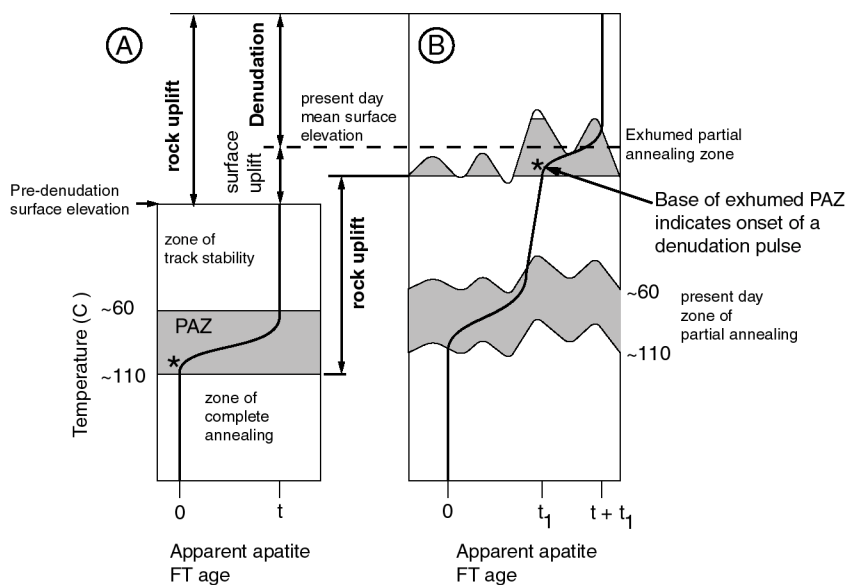 A
B
rock uplift
Denudation
present day
mean surface
elevation
surface
uplift
Exhumed partial
annealing zone
Pre-denudation
surface elevation
zone of
track stability
*
*
Base of exhumed PAZ
indicates onset of a
denudation pulse
rock uplift
Temperature (C )
~60
PAZ
~110
zone of
complete
annealing
~60
present day
zone of
partial annealing
~110
0
t
0
t1
t + t1
Apparent apatite
FT age
Apparent apatite
FT age